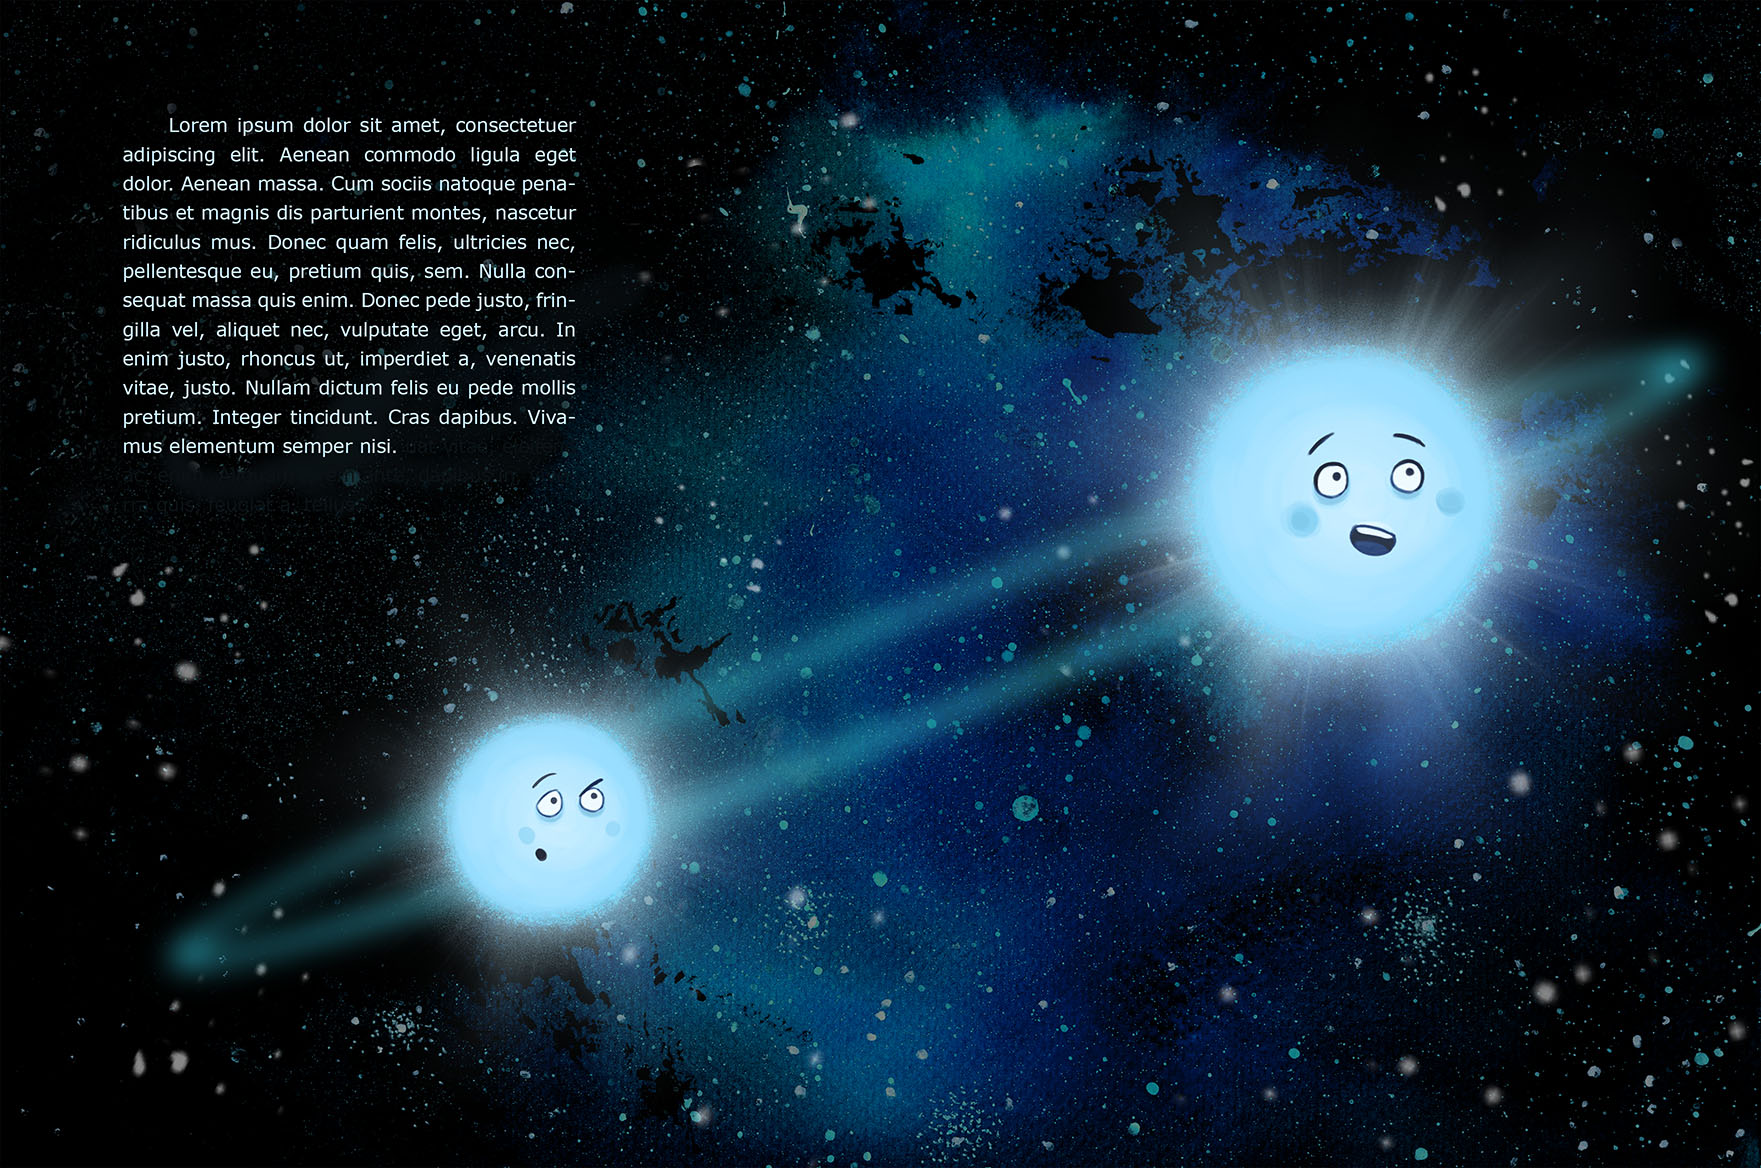 Lorem ipsum dolor sit amet, consectetuer
adipiscing elit. Aenean commodo ligula eget
dolor. Aenean massa. Cum sociis natoque pena-
tibus et magnis dis parturient montes, nascetur
ridiculus mus. Donec quam felis, ultricies nec,
pellentesque eu, pretium quis, sem. Nulla con-
sequat massa quis enim. Donec pede justo, frin-
gilla vel, aliquet nec, vulputate eget, arcu. In
enim justo, rhoncus ut, imperdiet a, venenatis
vitae, justo. Nullam dictum felis eu pede mollis
pretium. Integer tincidunt. Cras dapibus. Viva-
mus elementum semper nisi.